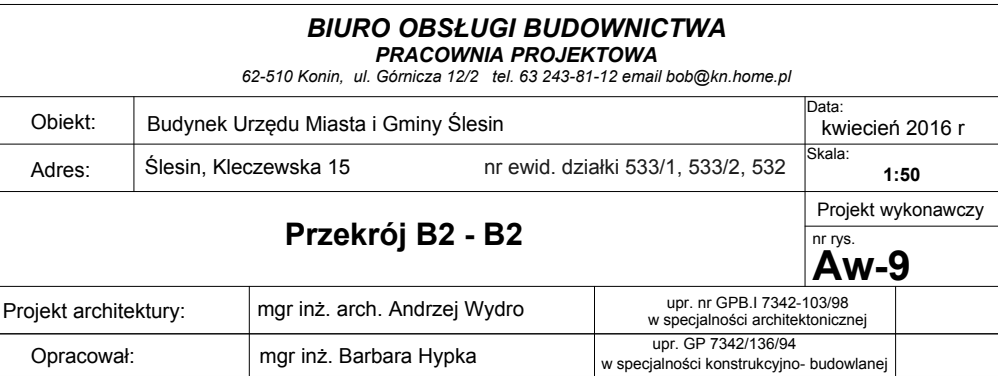 BIURO OBSŁUGI BUDOWNICTWA
PRACOWNIA PROJEKTOWA
62-510 Konin, ul. Górnicza 12/2 tel. 63 243-81-12 email bob@kn.home.pl
Obiekt: Budynek Urzędu Miasta i Gminy Ślesin
Data:
kwiecień 2016 r
Adres: Ślesin, Kleczewska 15 nr ewid. działki 533/1, 533/2, 532
Skala:
1:50
Przekrój B2 - B2
Projekt wykonawczy
nr rys.
Aw-9
Projekt architektury: mgr inż. arch. Andrzej Wydro
upr. nr GPB.I 7342-103/98
w specjalności architektonicznej
Opracował: mgr inż. Barbara Hypka
upr. GP 7342/136/94
w specjalności konstrukcyjno- budowlanej